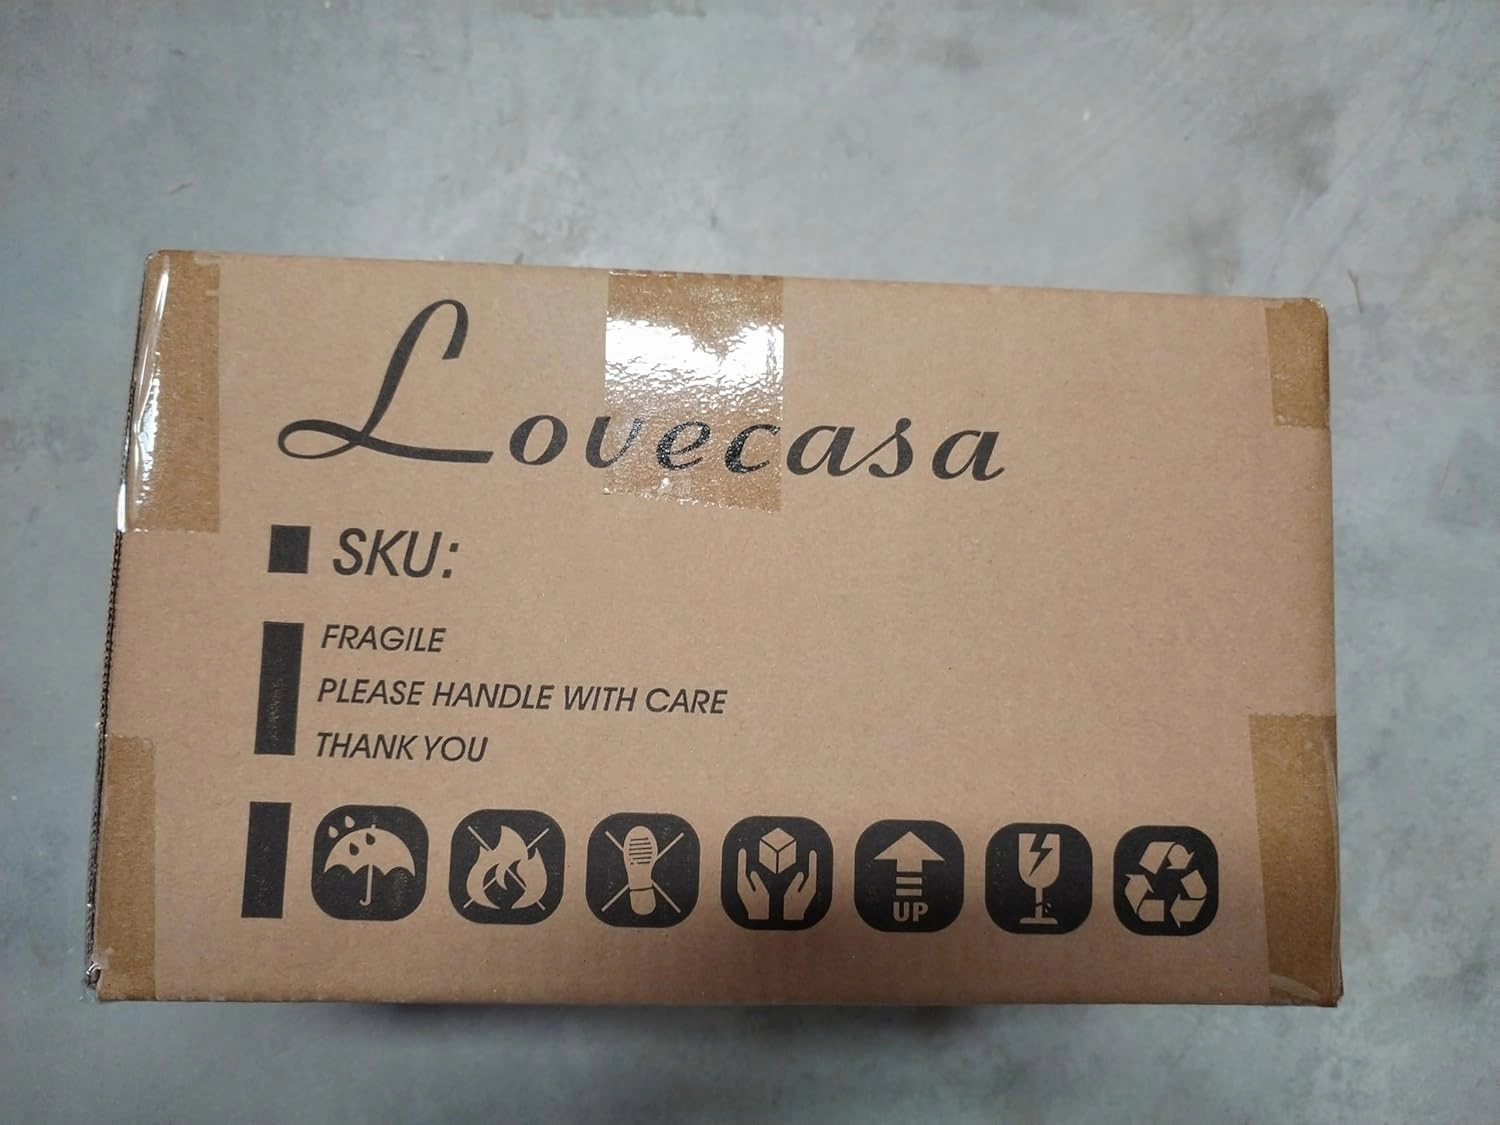 Lovecasa
SKU:
FRAGILE
PLEASE HANDLE WITH CARE
THANK YOU
UP